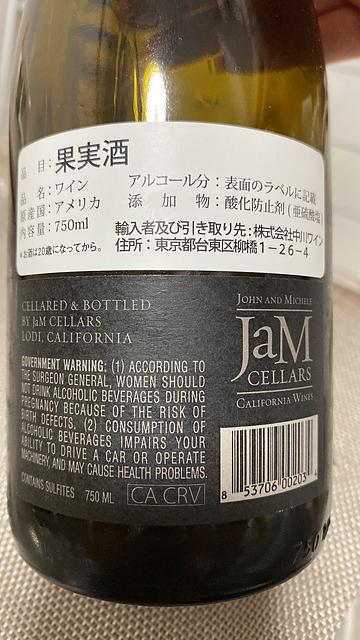 品　目：果実酒
品　名：ワイン
原産国：アメリカ
内容量：750ml
*お酒は20歳になってから。
アルコール分：表面のラベルに記載
添　加　物：酸化防止剤(亜硫酸塩)
輸入者及び引き取り先：株式会社中川ワイン
住所：東京都台東区柳橋1-26-4
CELLARED & BOTTLED
BY JaM CELLARS
LODI, CALIFORNIA
GOVERNMENT WARNING: (1) ACCORDING TO
THE SURGEON GENERAL, WOMEN SHOULD
NOT DRINK ALCOHOLIC BEVERAGES DURING
PREGNANCY BECAUSE OF THE RISK OF
BIRTH DEFECTS. (2) CONSUMPTION OF
ALCOHOLIC BEVERAGES IMPAIRS YOUR
ABILITY TO DRIVE A CAR OR OPERATE
MACHINERY, AND MAY CAUSE HEALTH PROBLEMS.
CONTAINS SULFITES 750 ML CA CRV
JOHN AND MICHELE
JaM
CELLARS
CALIFORNIA WINES
8 53706 00203 4